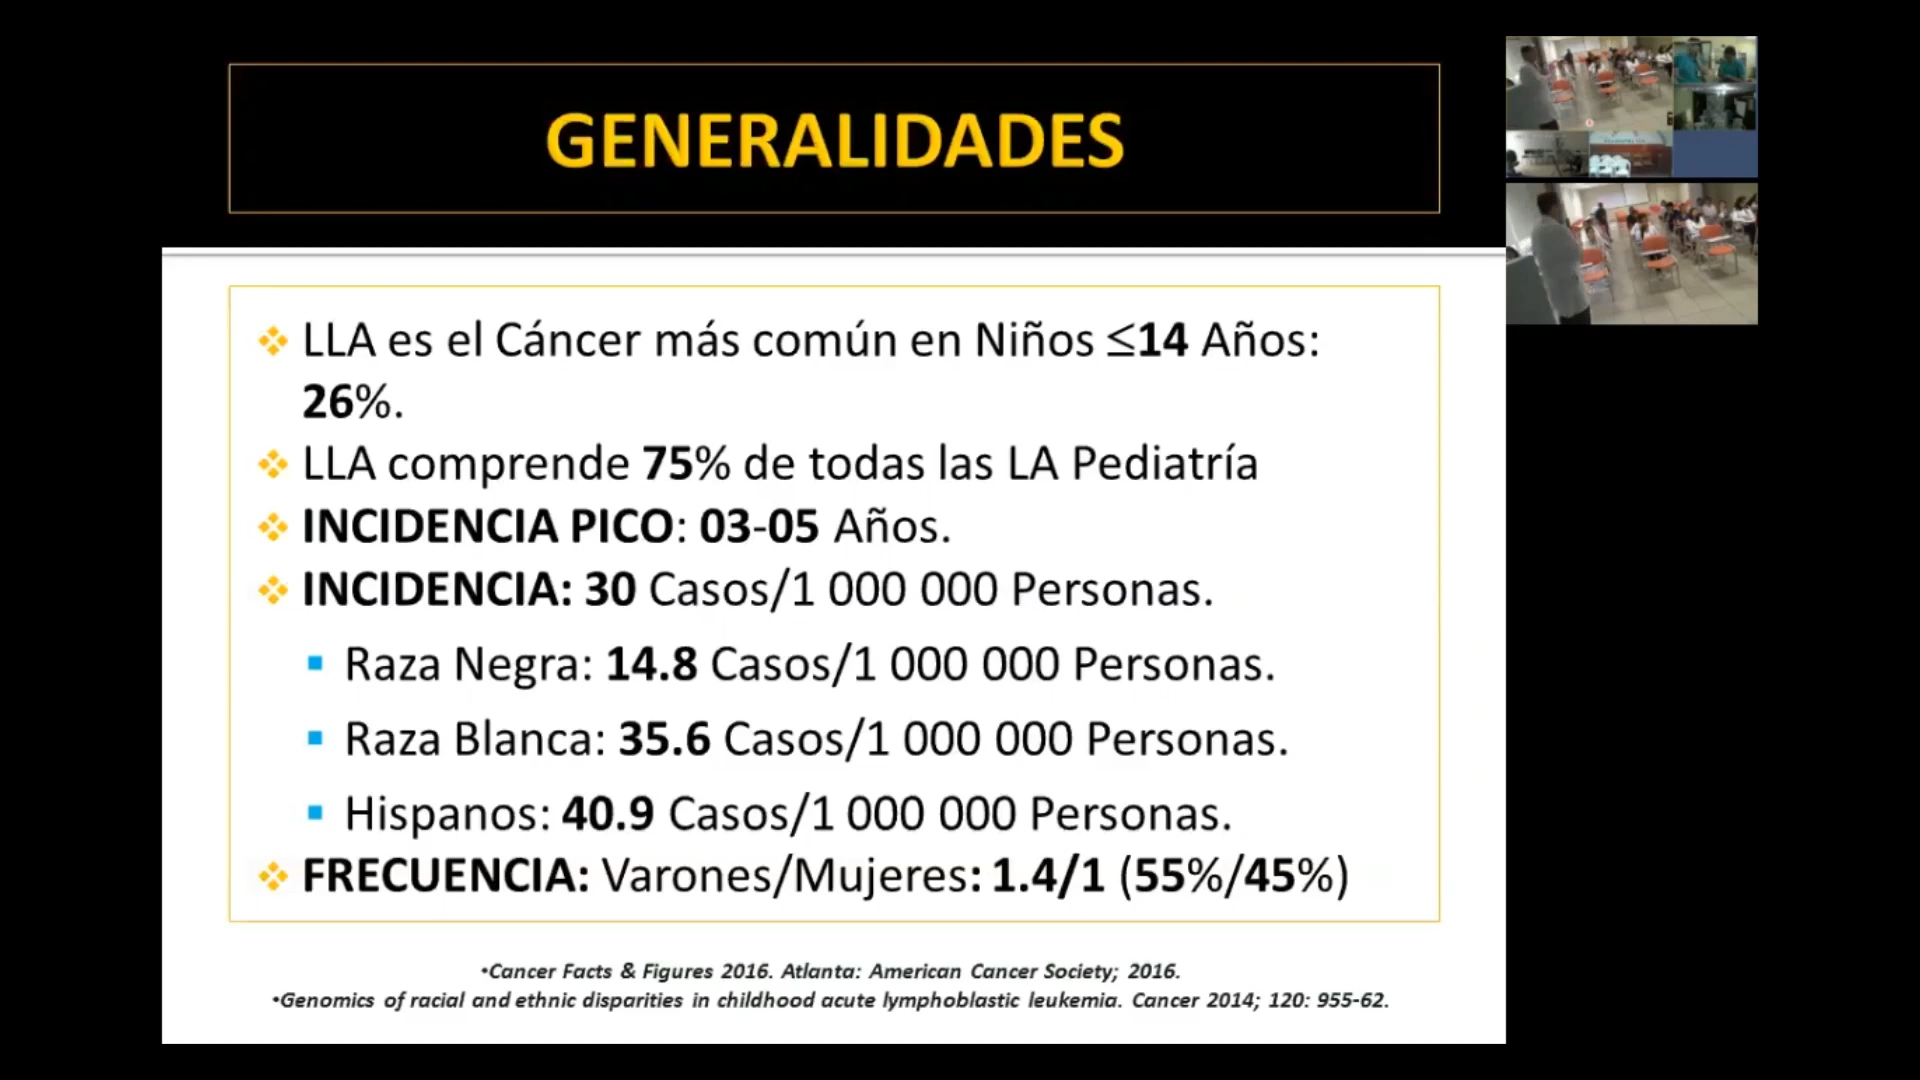 GENERALIDADES
LLA es el Cáncer más común en Niños ≤14 Años:
26%.
LLA comprende 75% de todas las LA Pediatría
INCIDENCIA PICO: 03-05 Años.
INCIDENCIA: 30 Casos/1 000 000 Personas.
Raza Negra: 14.8 Casos/1 000 000 Personas.
Raza Blanca: 35.6 Casos/1 000 000 Personas.
Hispanos: 40.9 Casos/1 000 000 Personas.
FRECUENCIA: Varones/Mujeres: 1.4/1 (55%/45%)
•Cancer Facts & Figures 2016. Atlanta: American Cancer Society; 2016.
•Genomics of racial and ethnic disparities in childhood acute lymphoblastic leukemia. Cancer 2014; 120: 955-62.